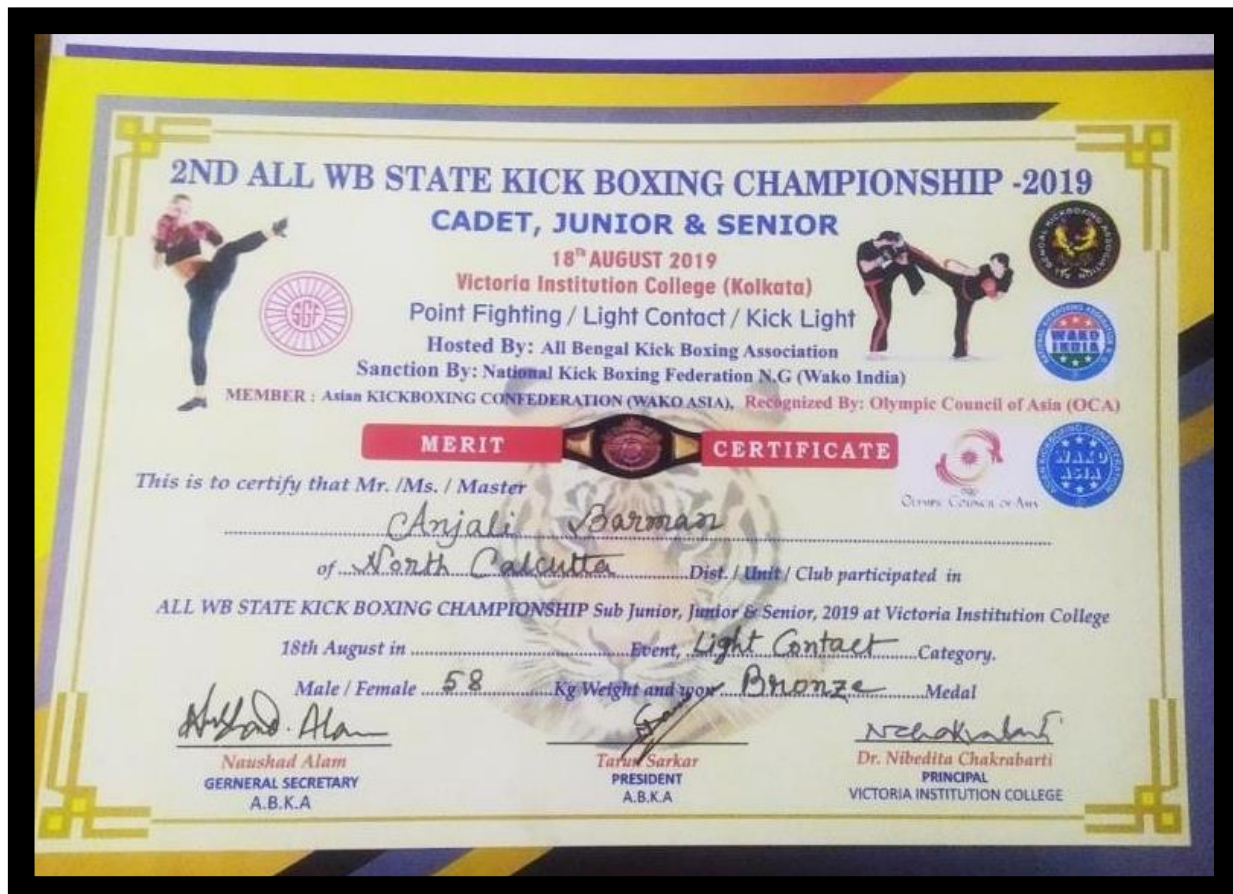 2ND ALL WB STATE KICK BOXING CHAMPIONSHIP -2019
CADET, JUNIOR & SENIOR
18TH AUGUST 2019
Victoria Institution College (Kolkata)
Point Fighting / Light Contact / Kick Light
Hosted By: All Bengal Kick Boxing Association
Sanction By: National Kick Boxing Federation N.G (Wako India)
MEMBER : Asian KICKBOXING CONFEDERATION (WAKO ASIA), Recognized By: Olympic Council of Asia (OCA)
SGF
WAKO INDIA
MERIT CERTIFICATE
OLYMPIC COUNCIL OF ASIA
WAKO ASIA
This is to certify that Mr. /Ms. / Master
Anjali Barman
of North Calcutta Dist. / Unit / Club participated in
ALL WB STATE KICK BOXING CHAMPIONSHIP Sub Junior, Junior & Senior, 2019 at Victoria Institution College
18th August in Event, Light Contact Category.
Male / Female 58 Kg Weight and won Bronze Medal
Naushad Alam
Tarun Sarkar
Dr. Nibedita Chakrabarti
GERNERAL SECRETARY
PRESIDENT
PRINCIPAL
A.B.K.A
A.B.K.A
VICTORIA INSTITUTION COLLEGE